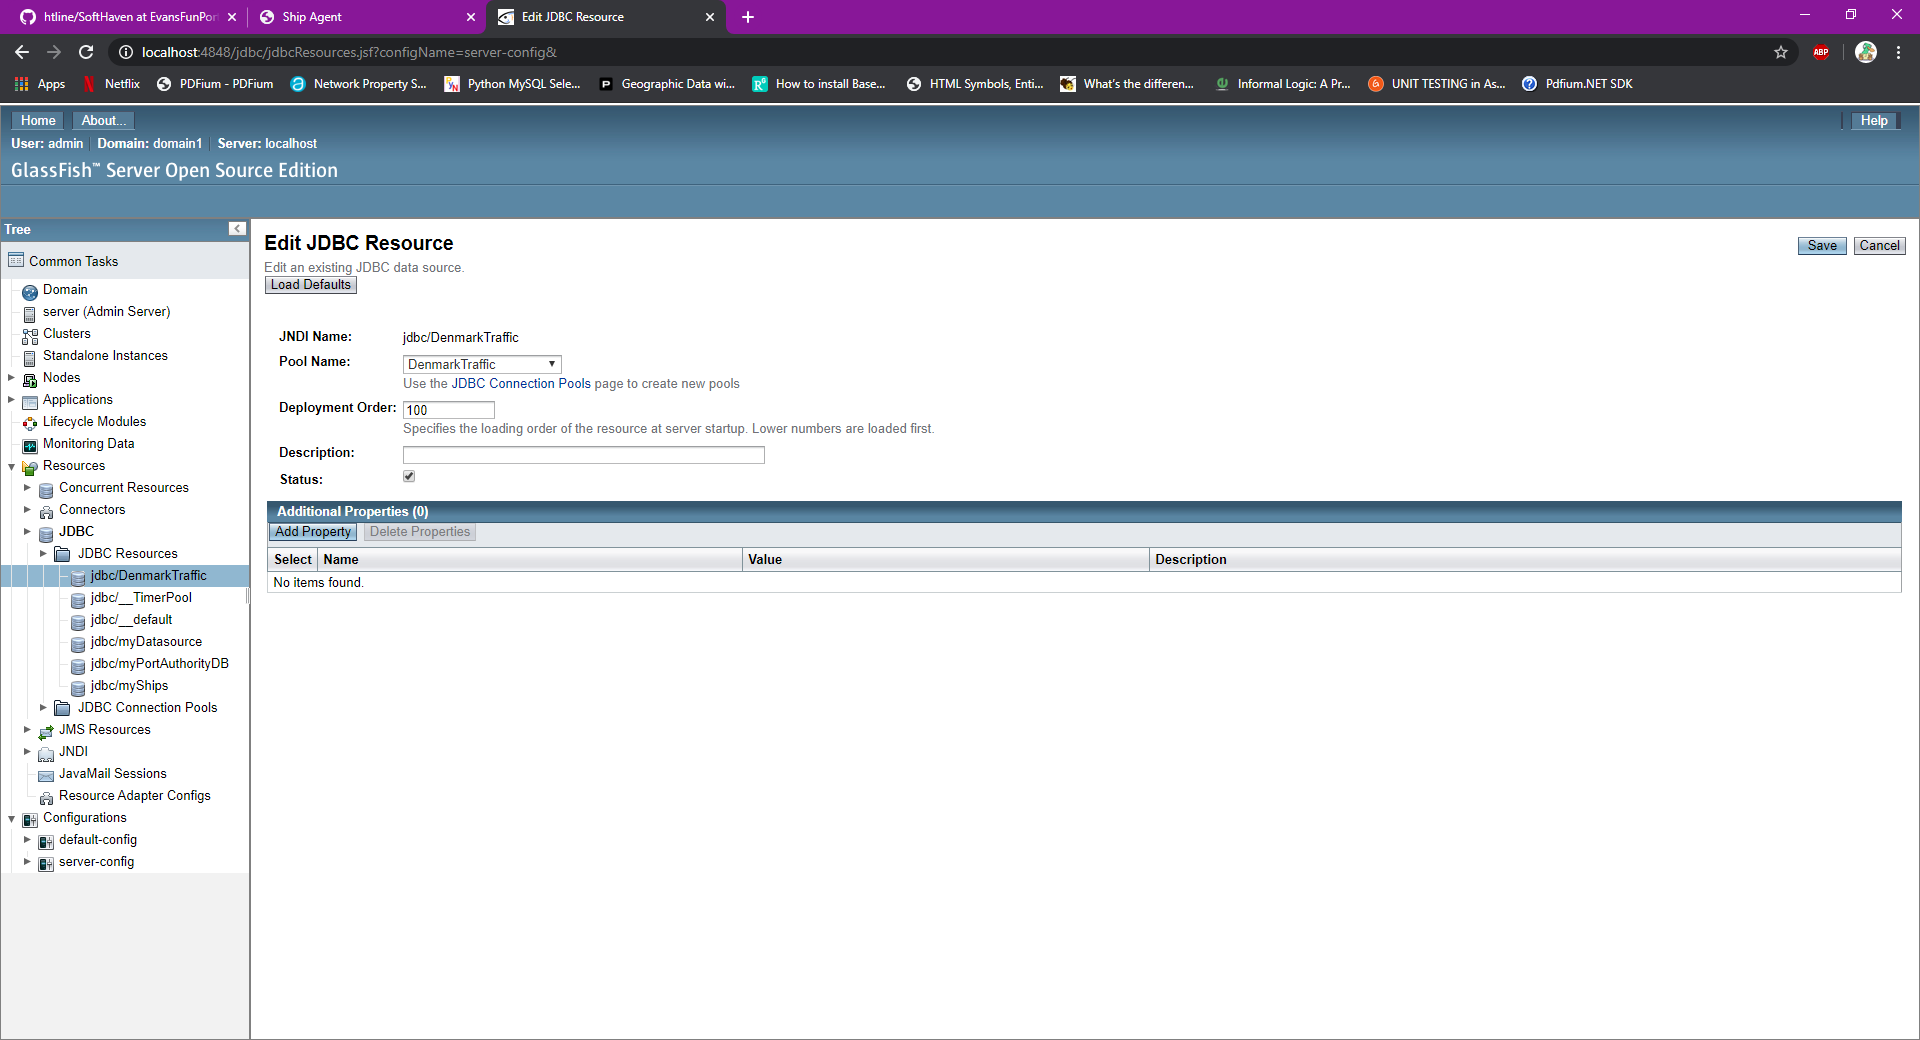 htline/SoftHaven at EvansFunPor
Ship Agent
Edit JDBC Resource
localhost:4848/jdbc/jdbcResources.jsf?configName=server-config&
ABP
Apps
Netflix
PDFium - PDFium
Network Property S...
Python MySQL Sele...
Geographic Data wi...
How to install Base...
HTML Symbols, Enti...
What's the differen...
Informal Logic: A Pr...
UNIT TESTING in As...
Pdfium.NET SDK
Home
About...
Help
User: admin
Domain: domain1
Server: localhost
GlassFish™ Server Open Source Edition
Tree
Common Tasks
Domain
server (Admin Server)
Clusters
Standalone Instances
Nodes
Applications
Lifecycle Modules
Monitoring Data
Resources
Concurrent Resources
Connectors
JDBC
JDBC Resources
jdbc/DenmarkTraffic
jdbc/__TimerPool
jdbc/__default
jdbc/myDatasource
jdbc/myPortAuthorityDB
jdbc/myShips
JDBC Connection Pools
JMS Resources
JNDI
JavaMail Sessions
Resource Adapter Configs
Configurations
default-config
server-config
Edit JDBC Resource
Save
Cancel
Edit an existing JDBC data source.
Load Defaults
JNDI Name: jdbc/DenmarkTraffic
Pool Name: DenmarkTraffic
Use the JDBC Connection Pools page to create new pools
Deployment Order: 100
Specifies the loading order of the resource at server startup. Lower numbers are loaded first.
Description:
Status:
Additional Properties (0)
Add Property
Delete Properties
Select
Name
Value
Description
No items found.